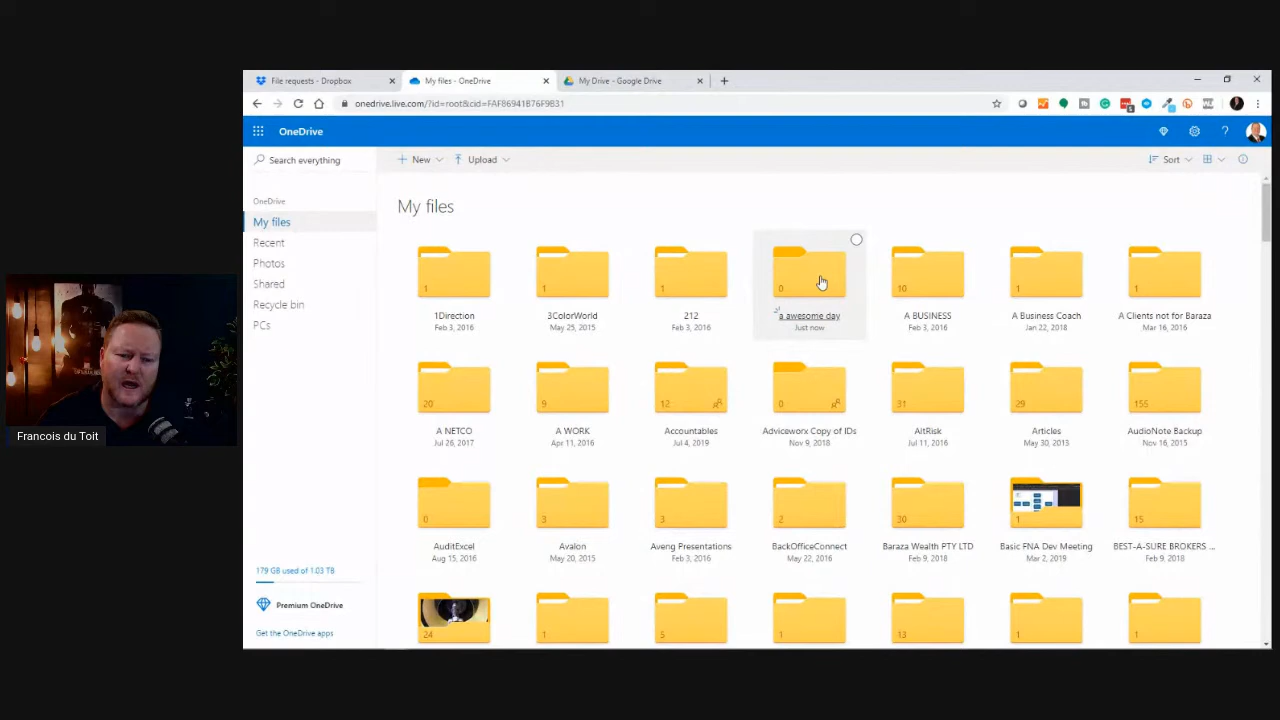 File requests - Dropbox
My files - OneDrive
My Drive - Google Drive
onedrive.live.com/?id=root&cid=FAF86941B76F9B31
OneDrive
Search everything
New
Upload
Sort
OneDrive
My files
Recent
Photos
Shared
Recycle bin
PCs
179 GB used of 1.03 TB
Premium OneDrive
Get the OneDrive apps
My files
1
1
1
0
10
1
1
1Direction
3ColorWorld
212
a awesome day
A BUSINESS
A Business Coach
A Clients not for Baraza
Feb 3, 2016
May 25, 2015
Feb 3, 2016
Just now
Feb 3, 2016
Jan 22, 2018
Mar 16, 2016
20
9
12
0
31
29
155
A NETCO
A WORK
Accountables
Adviceworx Copy of IDs
AltRisk
Articles
AudioNote Backup
Jul 26, 2017
Apr 11, 2016
Jul 4, 2019
Nov 9, 2018
Jul 11, 2016
May 30, 2013
Nov 16, 2015
0
3
3
2
30
1
15
AuditExcel
Avalon
Aveng Presentations
BackOfficeConnect
Baraza Wealth PTY LTD
Basic FNA Dev Meeting
BEST-A-SURE BROKERS ...
Aug 15, 2016
May 20, 2015
Feb 3, 2016
May 22, 2016
Feb 9, 2018
Mar 2, 2019
Feb 9, 2018
24
1
5
1
13
1
1
Francois du Toit